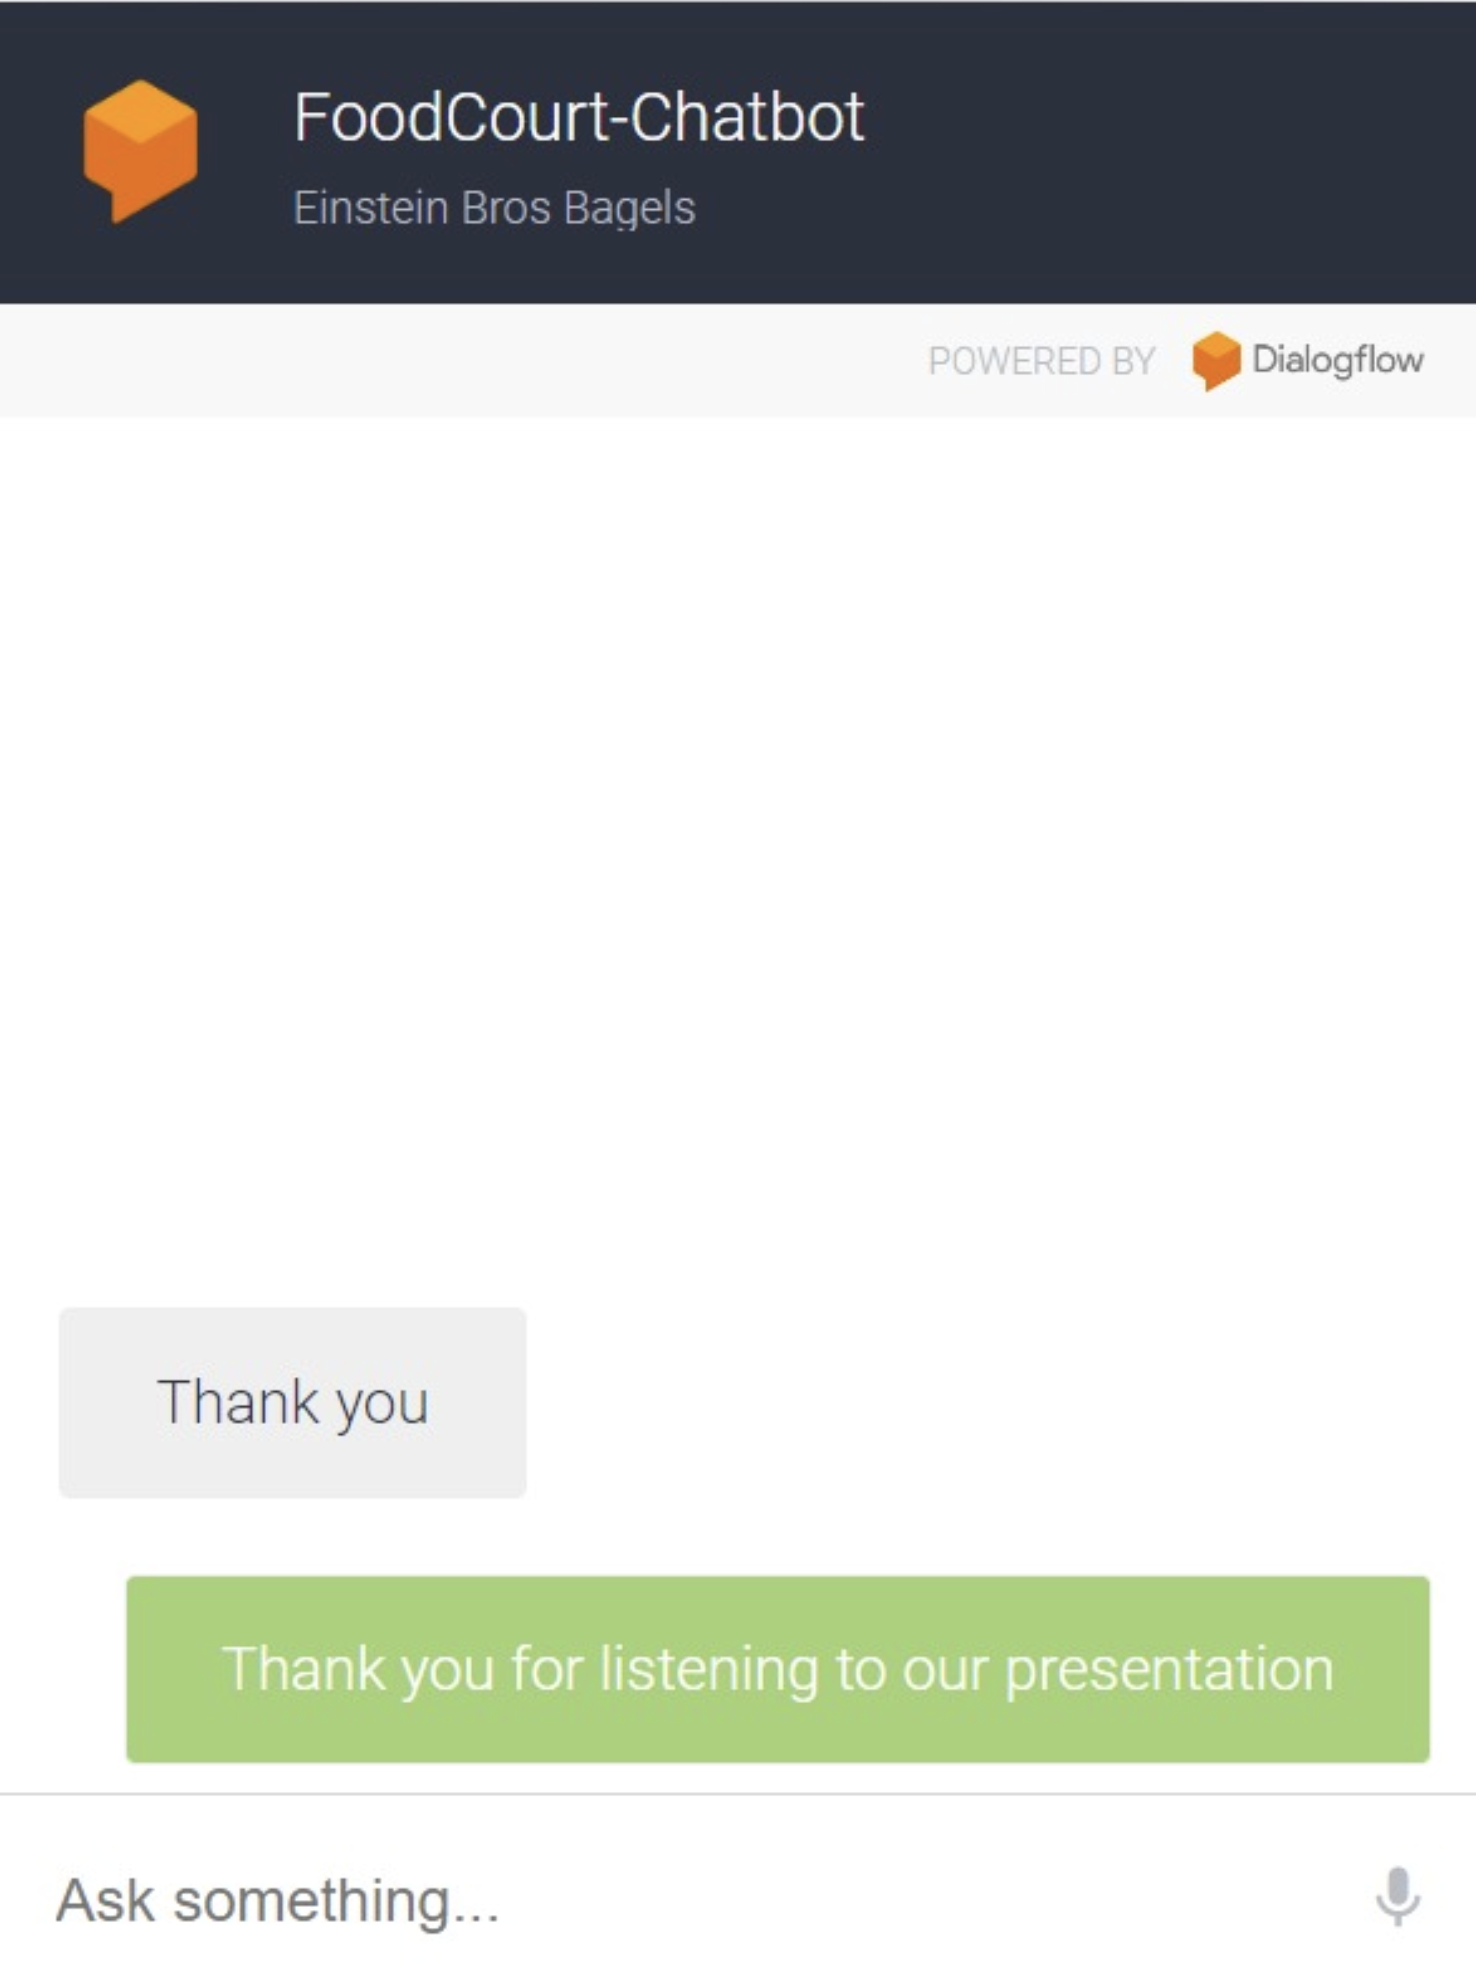 FoodCourt-Chatbot
Einstein Bros Bagels
POWERED BY Dialogflow
Thank you
Thank you for listening to our presentation
Ask something...